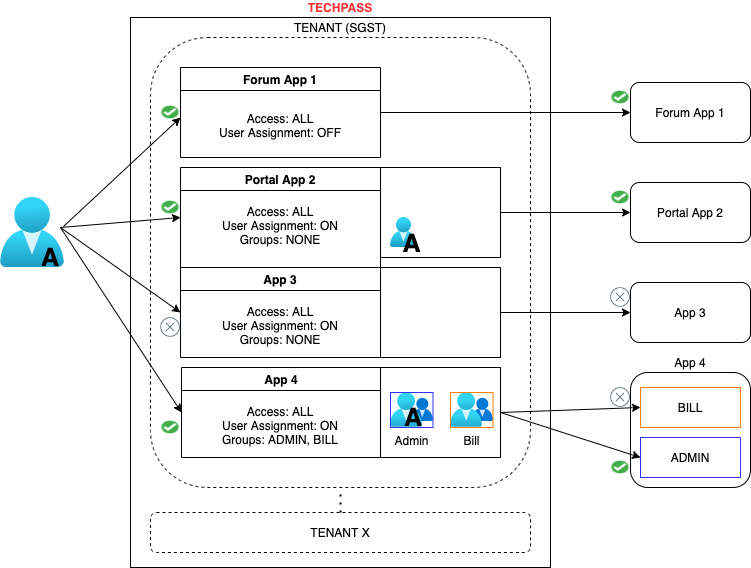 TECHPASS
TENANT (SGST)
Forum App 1
Access: ALL
User Assignment: OFF
Forum App 1
Portal App 2
Access: ALL
User Assignment: ON
Groups: NONE
A
Portal App 2
A
App 3
Access: ALL
User Assignment: ON
Groups: NONE
App 3
App 4
Access: ALL
User Assignment: ON
Groups: ADMIN, BILL
A
Admin
Bill
App 4
BILL
ADMIN
TENANT X